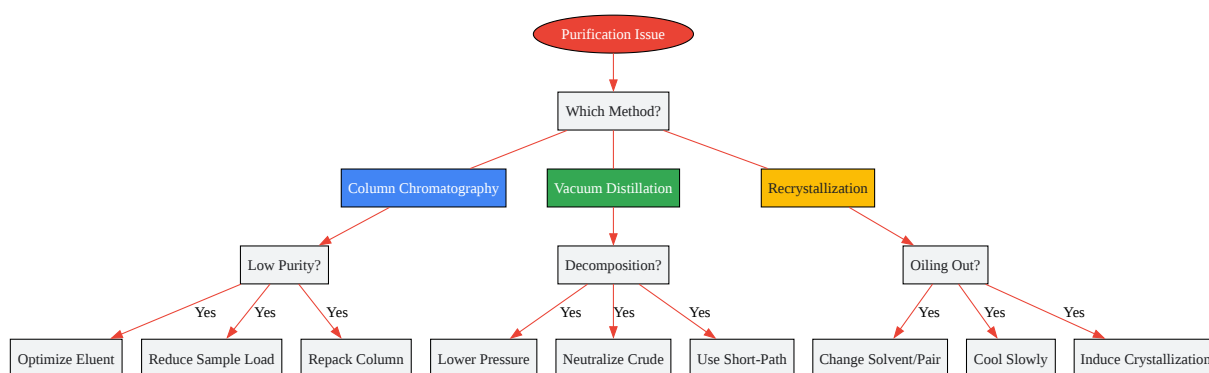 Purification Issue
Which Method?
Column Chromatography
Vacuum Distillation
Recrystallization
Low Purity?
Decomposition?
Oiling Out?
Yes
Yes
Yes
Yes
Yes
Yes
Yes
Yes
Yes
Optimize Eluent
Reduce Sample Load
Repack Column
Lower Pressure
Neutralize Crude
Use Short-Path
Change Solvent/Pair
Cool Slowly
Induce Crystallization